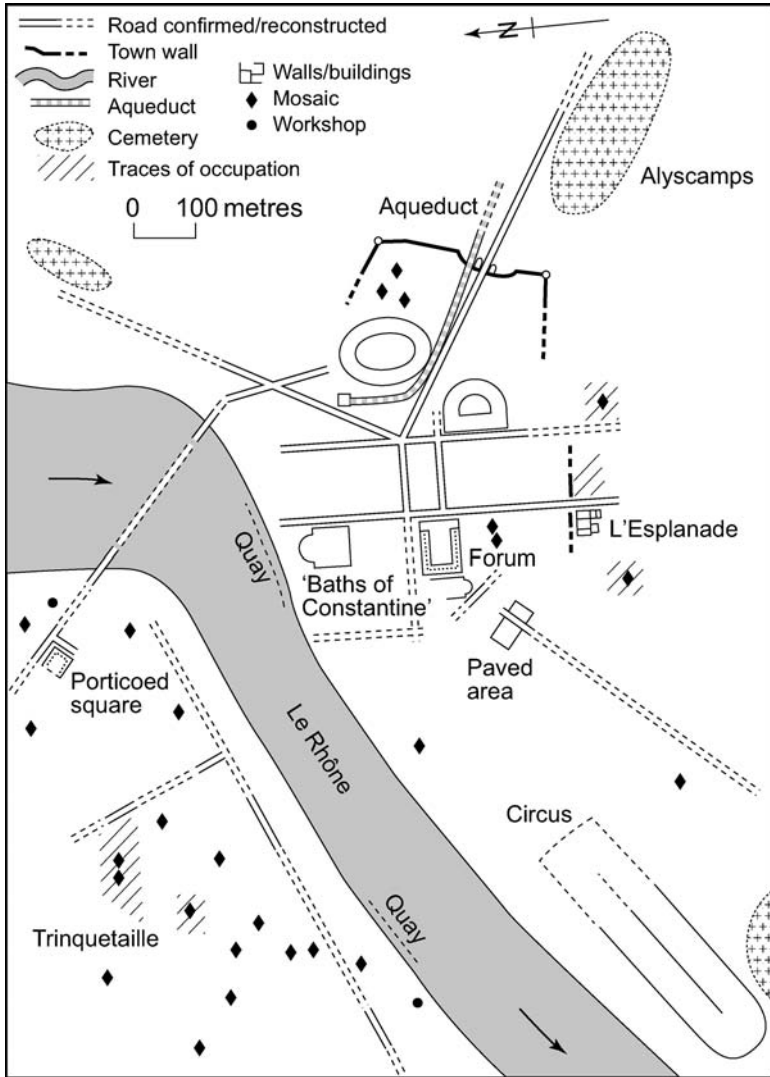 Road confirmed/reconstructed
Town wall
River
Aqueduct
Cemetery
Traces of occupation
Walls/buildings
Mosaic
Workshop
0 100 metres
N
Alyscamps
Aqueduct
Quay
'Baths of
Constantine'
Forum
L'Esplanade
Paved
area
Porticoed
square
Le Rhône
Circus
Quay
Trinquetaille